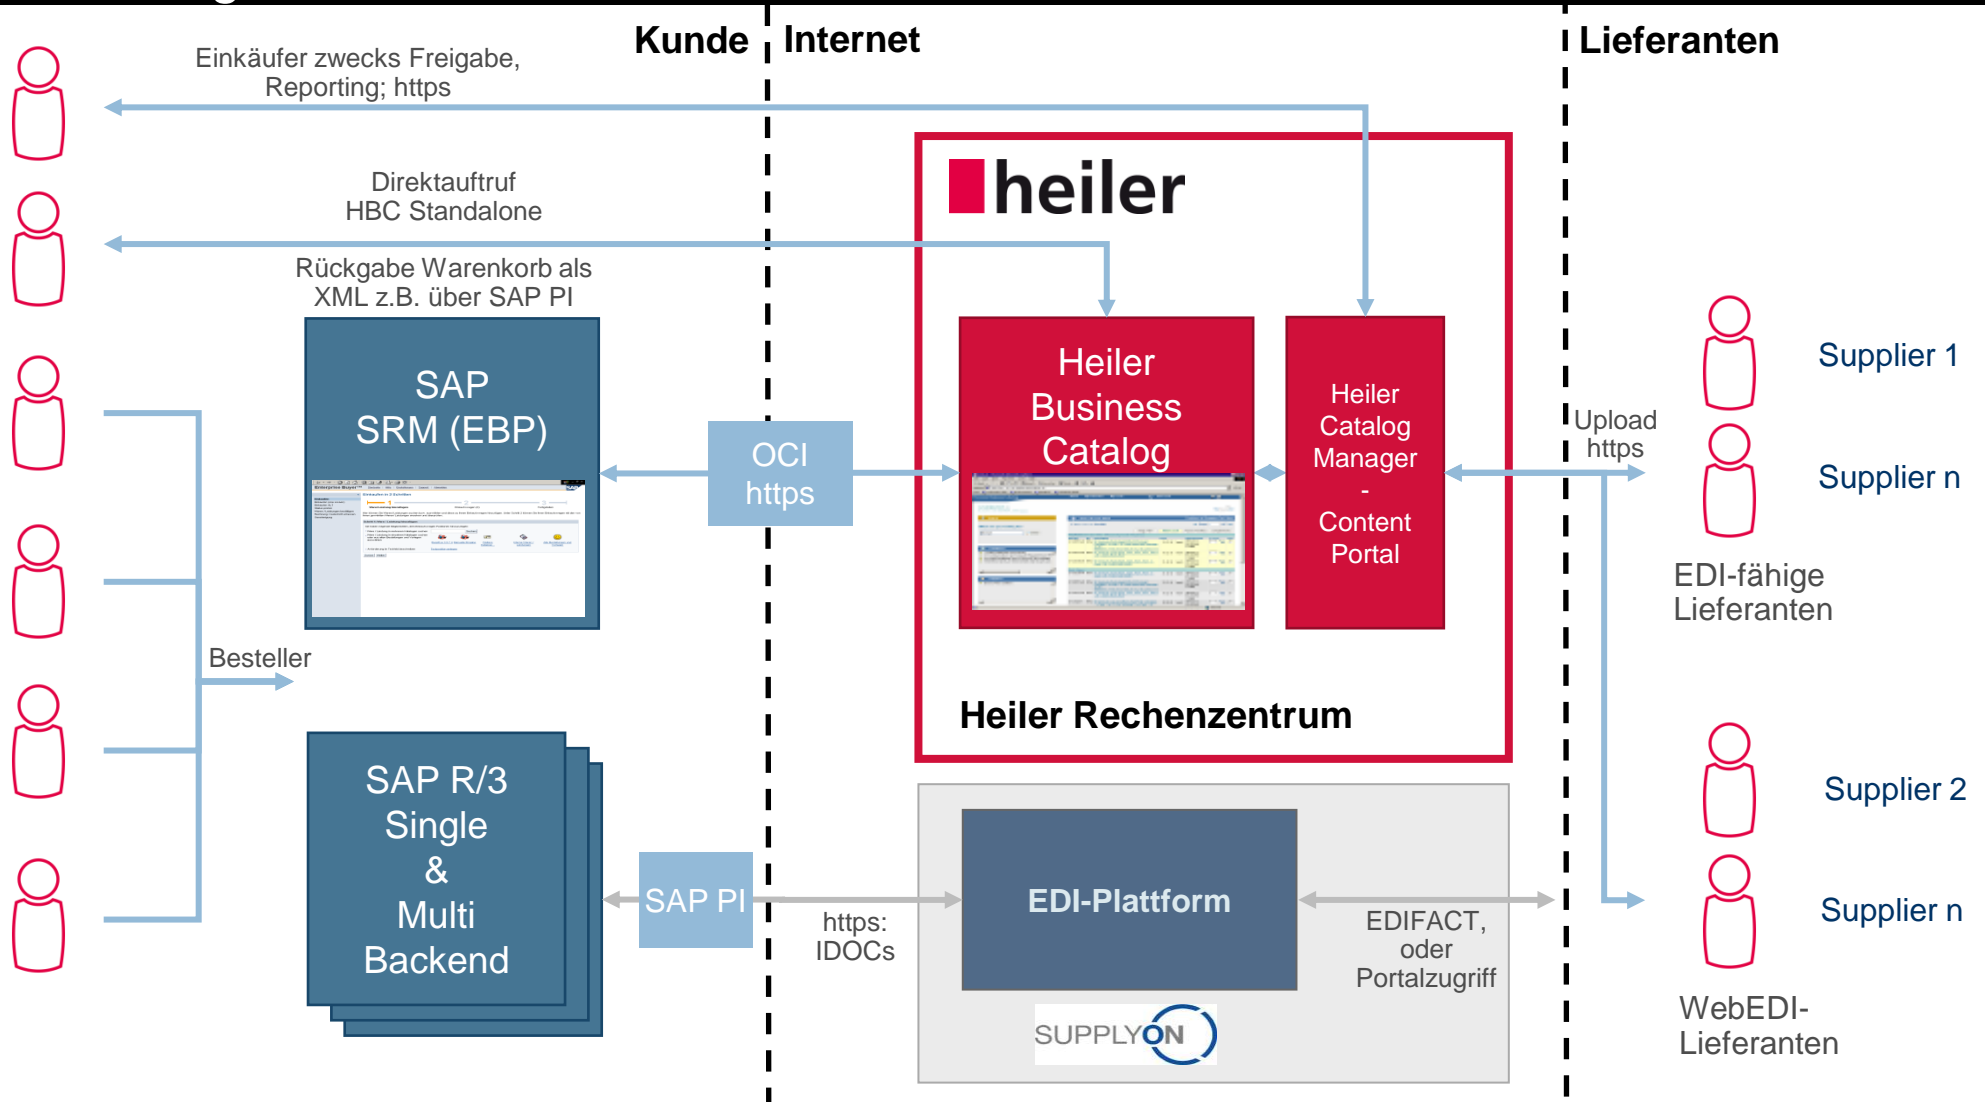 Kunde
Internet
Lieferanten
Einkäufer zwecks Freigabe,
Reporting; https
heiler
Direktauftruf
HBC Standalone
Rückgabe Warenkorb als
XML z.B. über SAP PI
SAP
SRM (EBP)
OCI
https
Heiler
Business
Catalog
Heiler
Catalog
Manager
-
Content
Portal
Upload
https
Supplier 1
Supplier n
EDI-fähige
Lieferanten
Besteller
Heiler Rechenzentrum
SAP R/3
Single
&
Multi
Backend
SAP PI
https:
IDOCs
EDI-Plattform
EDIFACT,
oder
Portalzugriff
SUPPLYON
Supplier 2
Supplier n
WebEDI-
Lieferanten